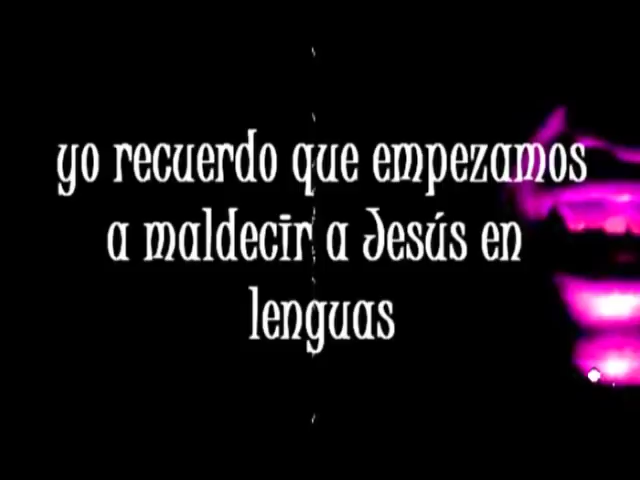 yo recuerdo que empezamos
a maldecir a Jesús en
lenguas